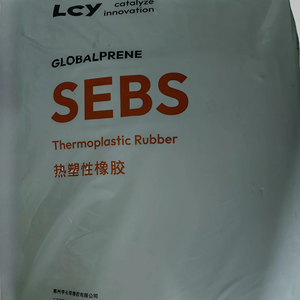 LCY catalyze
innovation
GLOBALPRENE
SEBS
Thermoplastic Rubber
热塑性橡胶